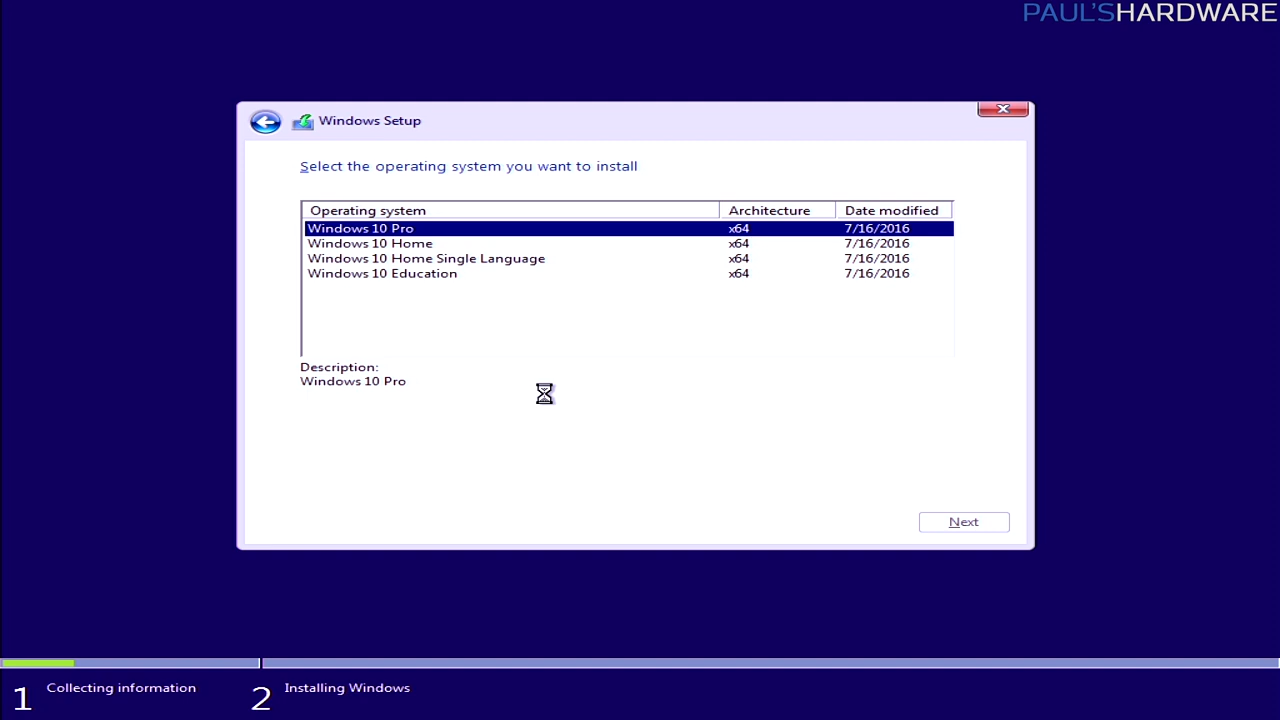 PAUL'SHARDWARE
Windows Setup
Select the operating system you want to install
Operating system Architecture Date modified
Windows 10 Pro x64 7/16/2016
Windows 10 Home x64 7/16/2016
Windows 10 Home Single Language x64 7/16/2016
Windows 10 Education x64 7/16/2016
Description:
Windows 10 Pro
Next
1 Collecting information 2 Installing Windows